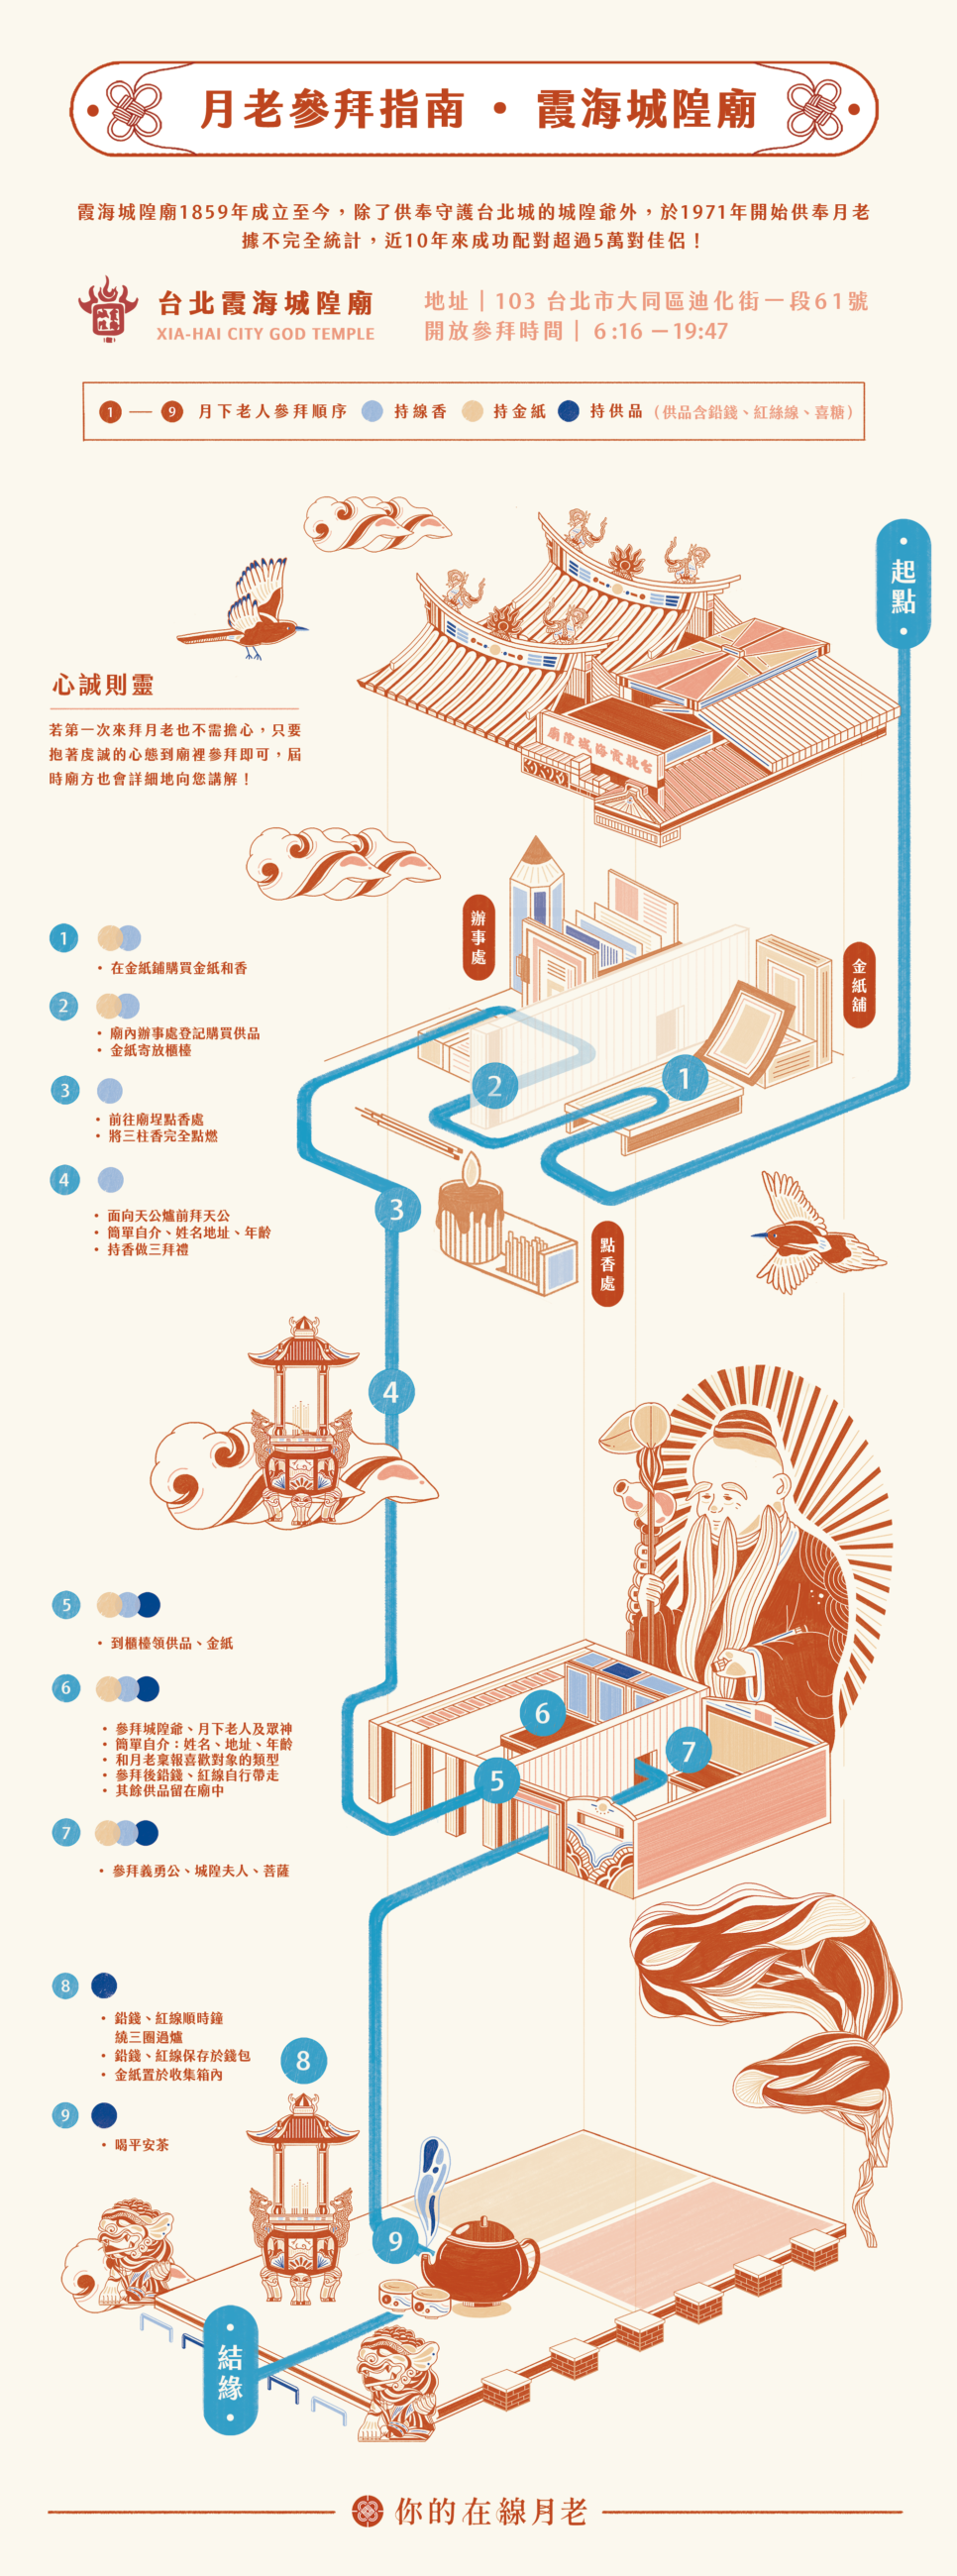 月老參拜指南 • 霞海城隍廟
霞海城隍廟1859年成立至今，除了供奉守護台北城的城隍爺外，於1971年開始供奉月老
據不完全統計，近10年來成功配對超過5萬對佳侶！
台北霞海城隍廟
XIA-HAI CITY GOD TEMPLE
地址｜103 台北市大同區迪化街一段61號
開放參拜時間｜ 6:16 －19:47
1 — 9 月下老人參拜順序 持線香 持金紙 持供品（供品含鉛錢、紅絲線、喜糖）
起點
心誠則靈
若第一次來拜月老也不需擔心，只要
抱著虔誠的心態到廟裡參拜即可，屆
時廟方也會詳細地向您講解！
廟隍城海霞北台
辦事處
金紙舖
1
• 在金紙鋪購買金紙和香
2
• 廟內辦事處登記購買供品
• 金紙寄放櫃檯
3
• 前往廟埕點香處
• 將三柱香完全點燃
4
• 面向天公爐前拜天公
• 簡單自介、姓名地址、年齡
• 持香做三拜禮
1
2
3
點香處
4
5
• 到櫃檯領供品、金紙
6
• 參拜城隍爺、月下老人及眾神
• 簡單自介：姓名、地址、年齡
• 和月老稟報喜歡對象的類型
• 參拜後鉛錢、紅線自行帶走
• 其餘供品留在廟中
7
• 參拜義勇公、城隍夫人、菩薩
6
7
5
8
• 鉛錢、紅線順時鐘
繞三圈過爐
• 鉛錢、紅線保存於錢包
• 金紙置於收集箱內
9
• 喝平安茶
8
9
結緣
你的在線月老